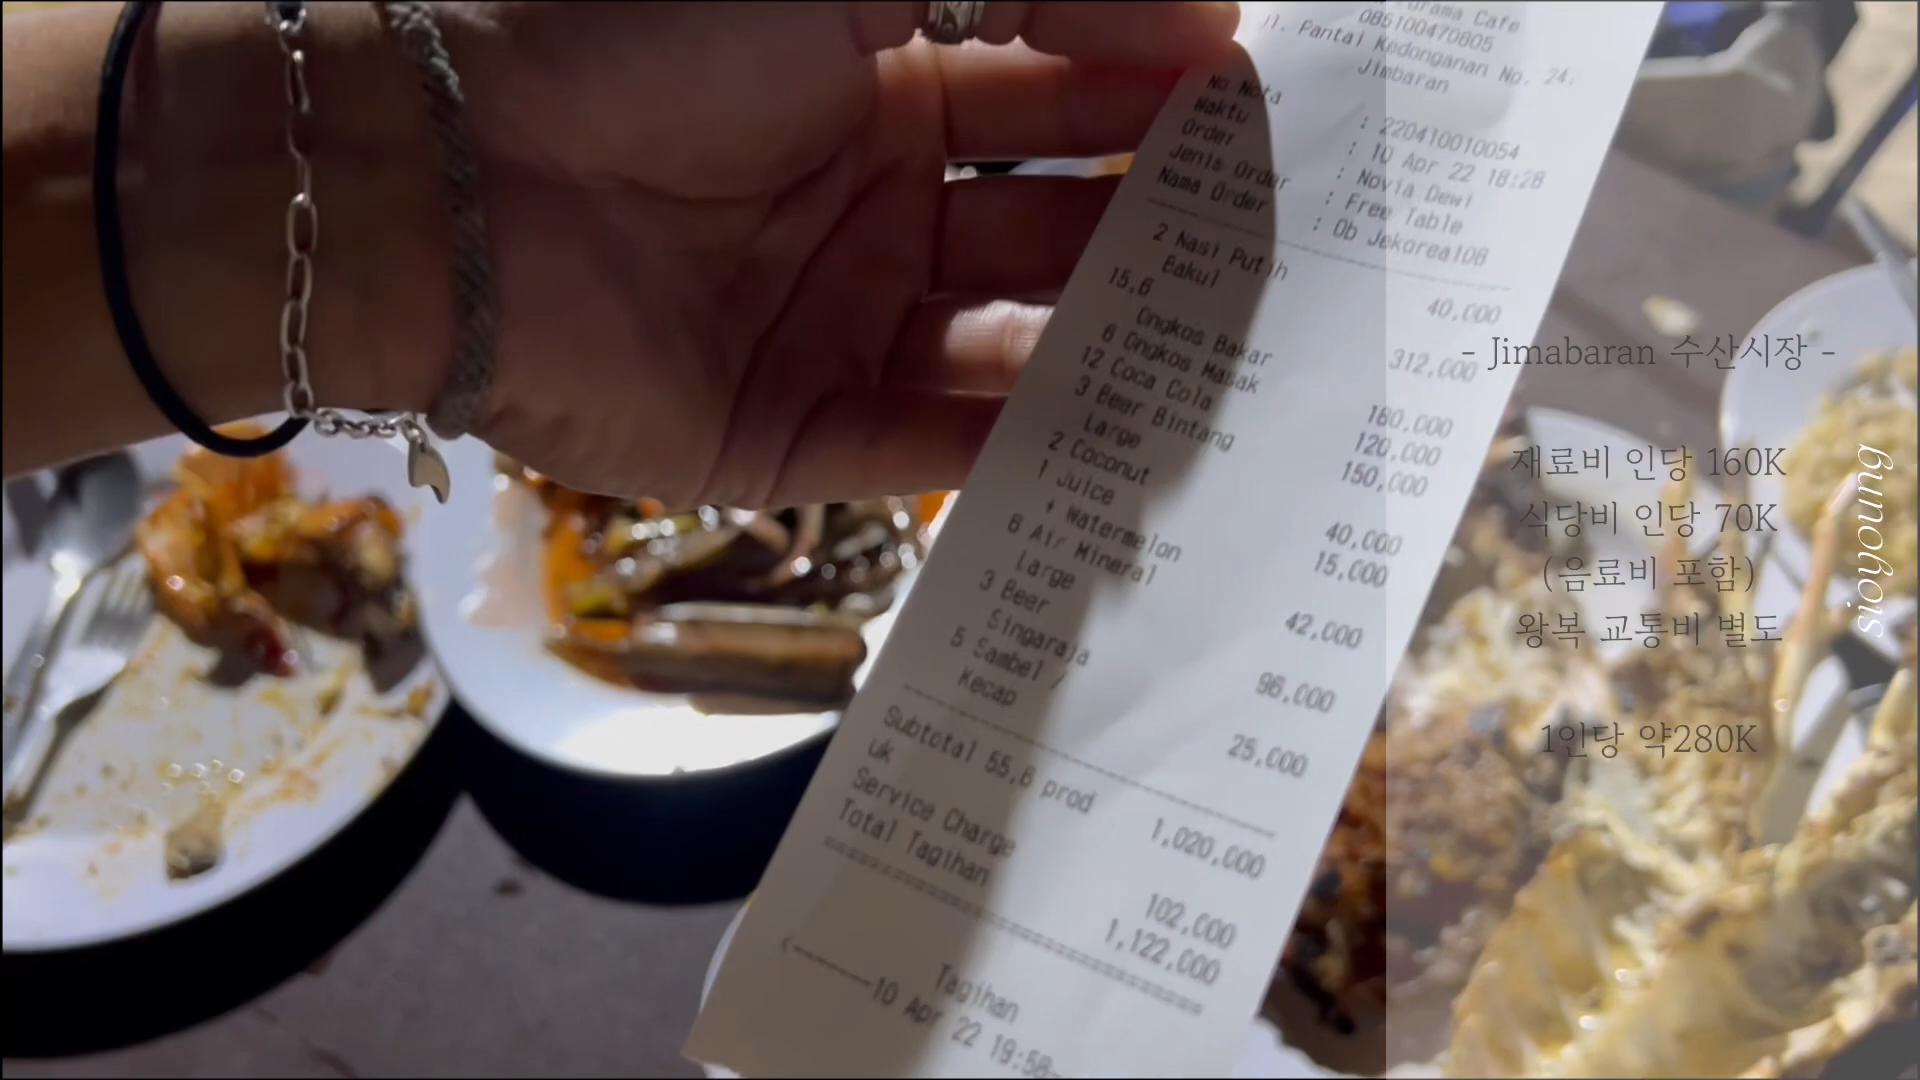 Cafe
085100470805
Jl. Pantai Kedonganan No. 24.
Jimbaran
No Nota : 220410010054
Waktu : 10 Apr 22 18:28
Order : Novia Dewi
Jenis Order : Free Table
Nama Order : Ob Jekorea108
2 Nasi Putih
Bakul 40,000
15,6
Ongkos Bakar 312,000
6 Ongkos Masak 180,000
12 Coca Cola 120,000
3 Beer Bintang 150,000
Large
2 Coconut 40,000
1 Juice 15,000
+ Watermelon
6 Air Mineral 42,000
Large
3 Beer 96,000
Singaraja
5 Sambel / 25,000
Kecap
Subtotal 55,6 prod 1,020,000
uk
Service Charge 102,000
Total Tagihan 1,122,000
Tagihan
<------10 Apr 22 19:58-
- Jimabaran 수산시장 -
재료비 인당 160K
식당비 인당 70K
(음료비 포함)
왕복 교통비 별도
1인당 약280K
sioyoung